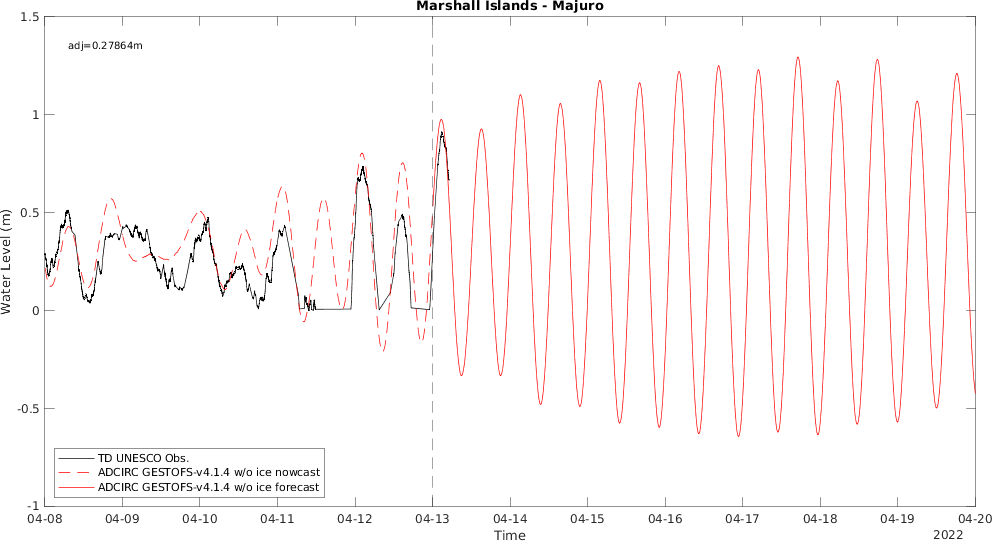 Marshall Islands - Majuro
adj=0.27864m
Water Level (m)
1.5
1
0.5
0
-0.5
-1
TD UNESCO Obs.
ADCIRC GESTOFS-v4.1.4 w/o ice nowcast
ADCIRC GESTOFS-v4.1.4 w/o ice forecast
04-08 04-09 04-10 04-11 04-12 04-13 04-14 04-15 04-16 04-17 04-18 04-19 04-20
Time
2022